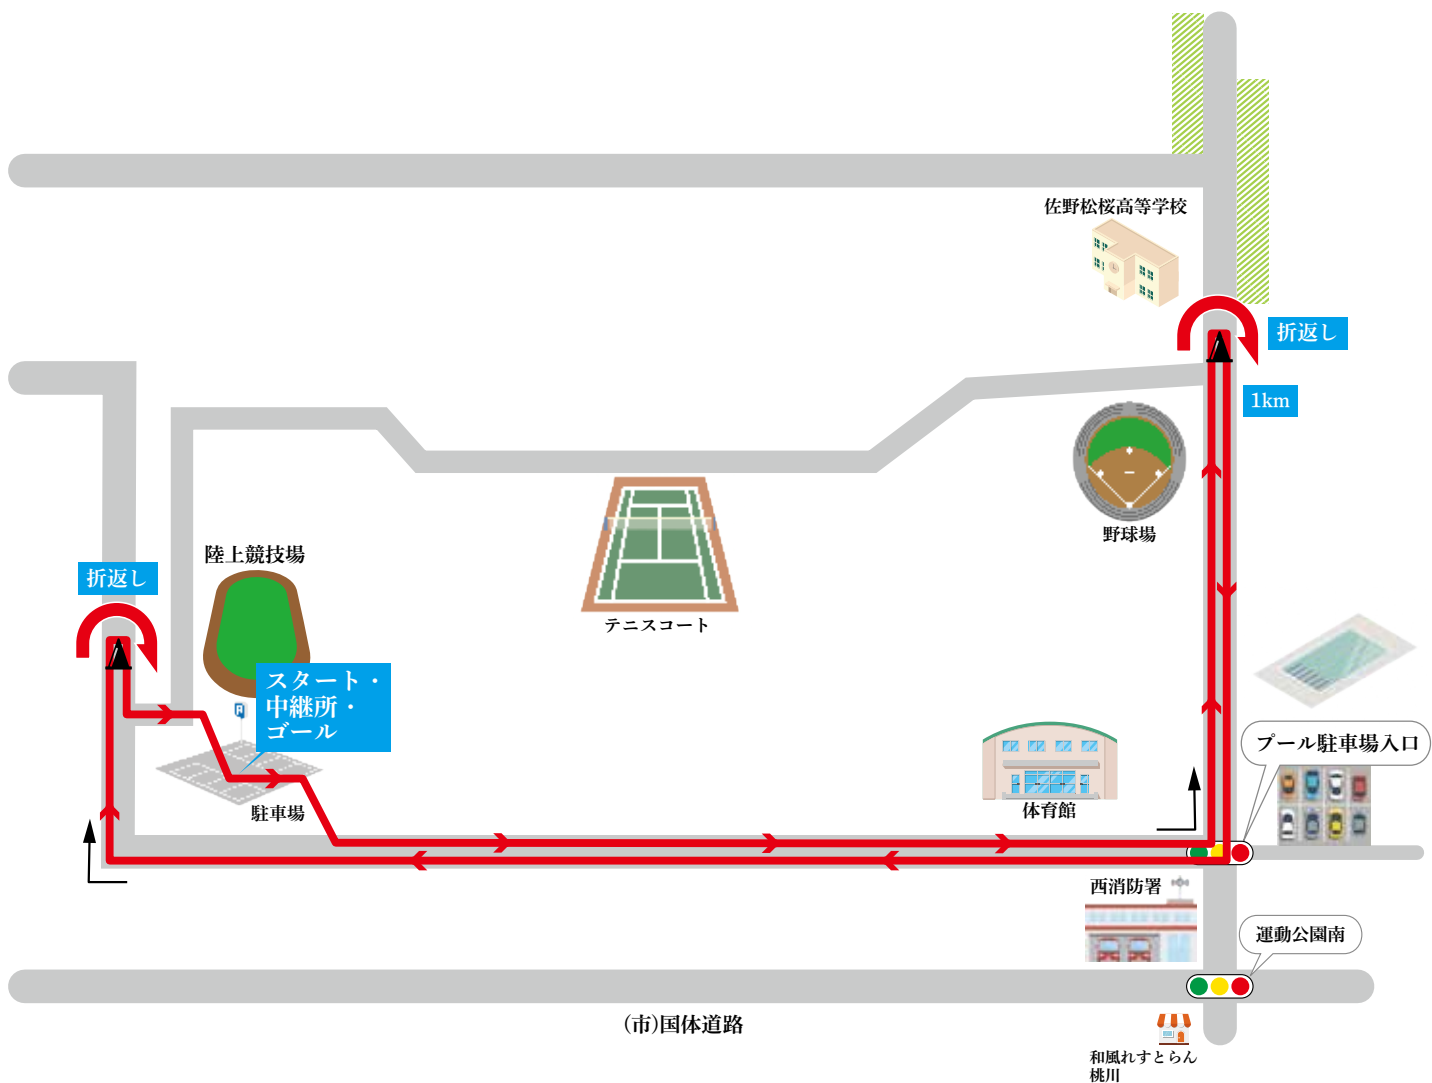 佐野松桜高等学校
折返し
1km
野球場
陸上競技場
折返し
テニスコート
スタート・
中継所・
ゴール
駐車場
プール駐車場入口
体育館
西消防署
運動公園南
(市)国体道路
和風れすとらん
桃川